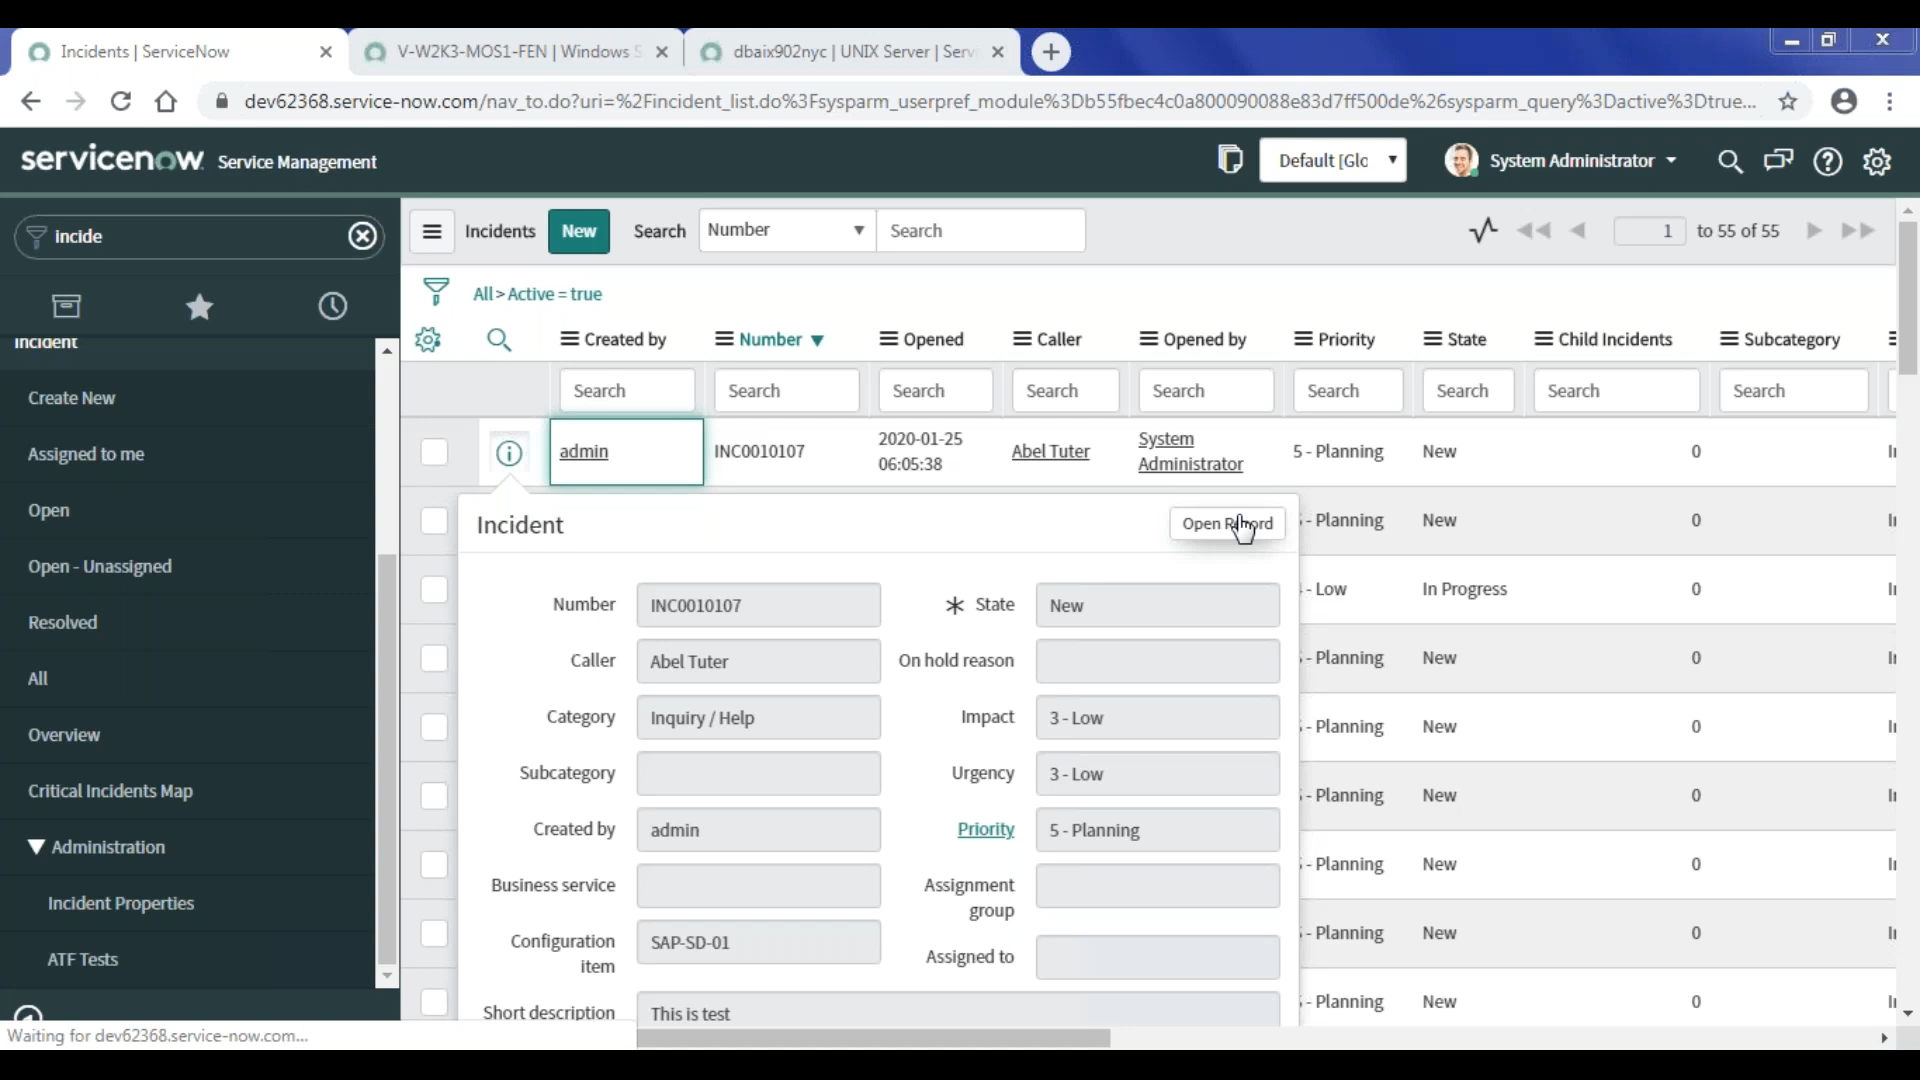 Incidents | ServiceNow
V-W2K3-MOS1-FEN | Windows S
dbaix902nyc | UNIX Server | Serv
dev62368.service-now.com/nav_to.do?uri=%2Fincident_list.do%3Fsysparm_userpref_module%3Db55fbec4c0a800090088e83d7ff500de%26sysparm_query%3Dactive%3Dtrue...
servicenow Service Management
Default [Glo
System Administrator
incide
Incidents New Search Number Search
1 to 55 of 55
All > Active = true
Incident
Create New
Assigned to me
Open
Open - Unassigned
Resolved
All
Overview
Critical Incidents Map
Administration
Incident Properties
ATF Tests
Created by Number Opened Caller Opened by Priority State Child Incidents Subcategory
Search Search Search Search Search Search Search Search Search
admin INC0010107 2020-01-25 06:05:38 Abel Tuter System Administrator 5 - Planning New 0
- Planning New 0
- Low In Progress 0
- Planning New 0
- Planning New 0
- Planning New 0
- Planning New 0
- Planning New 0
- Planning New 0
Incident
Open Record
Number INC0010107
State New
Caller Abel Tuter
On hold reason
Category Inquiry / Help
Impact 3 - Low
Subcategory
Urgency 3 - Low
Created by admin
Priority 5 - Planning
Business service
Assignment
group
Configuration
item
SAP-SD-01
Assigned to
Short description This is test
Waiting for dev62368.service-now.com...